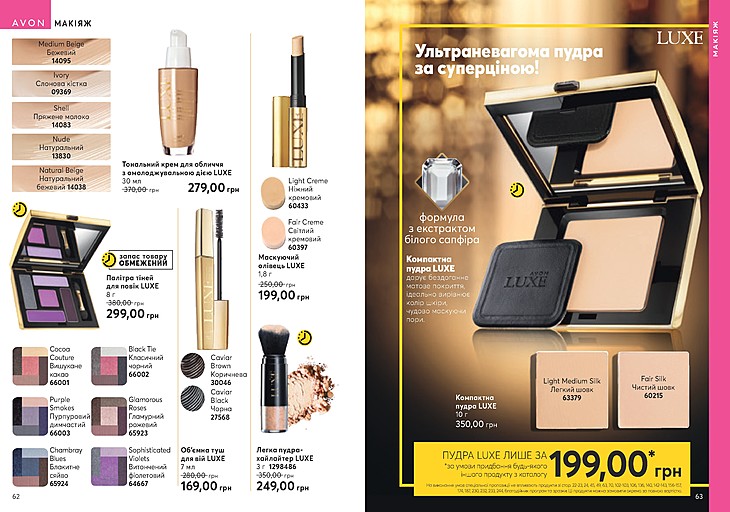 AVON
МАКІЯЖ
Medium Beige
Бежевий
14095
Ivory
Слонова кістка
09369
Shell
Пряжене молоко
14083
Nude
Натуральний
13830
Natural Beige
Натуральний
бежевий 14038
Тональний крем для обличчя
з омолоджувальною дією LUXE
30 мл
370,00 грн
279,00 грн
Light Creme
Ніжний
кремовий
60433
Fair Creme
Світлий
кремовий
60397
Маскуючий
олівець LUXE
1,8 г
250,00 грн
199,00 грн
запас товару
ОБМЕЖЕНИЙ
Палітра тіней
для повік LUXE
8 г
380,00 грн
299,00 грн
Cocoa
Couture
Вишукане
какао
66001
Black Tie
Класичний
чорний
66002
Purple
Smokes
Пурпуровий
димчастий
66003
Glamorous
Roses
Гламурний
рожевий
65923
Chambray
Blues
Блакитне
сяйво
65924
Sophisticated
Violets
Витончений
фіолетовий
64667
LUXE
Caviar
Brown
Коричнева
30046
Caviar
Black
Чорна
27568
Об'ємна туш
для вій LUXE
7 мл
280,00 грн
169,00 грн
LUXE
Легка пудра-
хайлайтер LUXE
3 г 1298486
350,00 грн
249,00 грн
62
LUXE
МАКІЯЖ
Ультраневагома пудра
за суперціною!
формула
з екстрактом
білого сапфіра
Компактна
пудра LUXE
дарує бездоганне
матове покриття,
ідеально вирівнює
колір шкіри,
чудово маскуючи
пори.
AVON
LUXE
Компактна
пудра LUXE
10 г
350,00 грн
Light Medium Silk
Легкий шовк
63379
Fair Silk
Чистий шовк
60215
ПУДРА LUXE ЛИШЕ ЗА
*за умови придбання будь-якого
іншого продукту з каталогу
199,00* грн
63